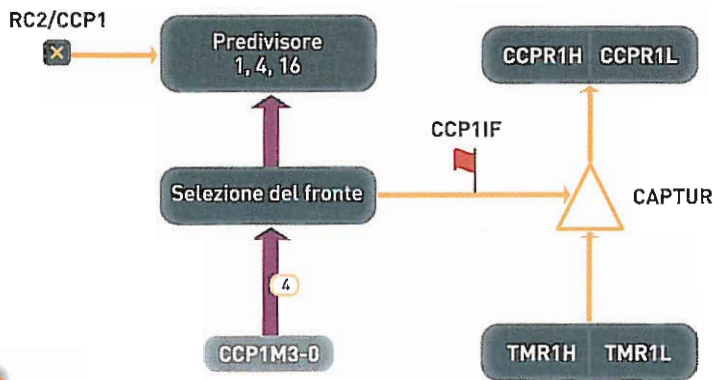 RC2/CCP1
Predivisore
1, 4, 16
CCPR1H CCPR1L
CCP1IF
Selezione del fronte
CAPTUR
4
CCP1M3-0
TMR1H TMR1L